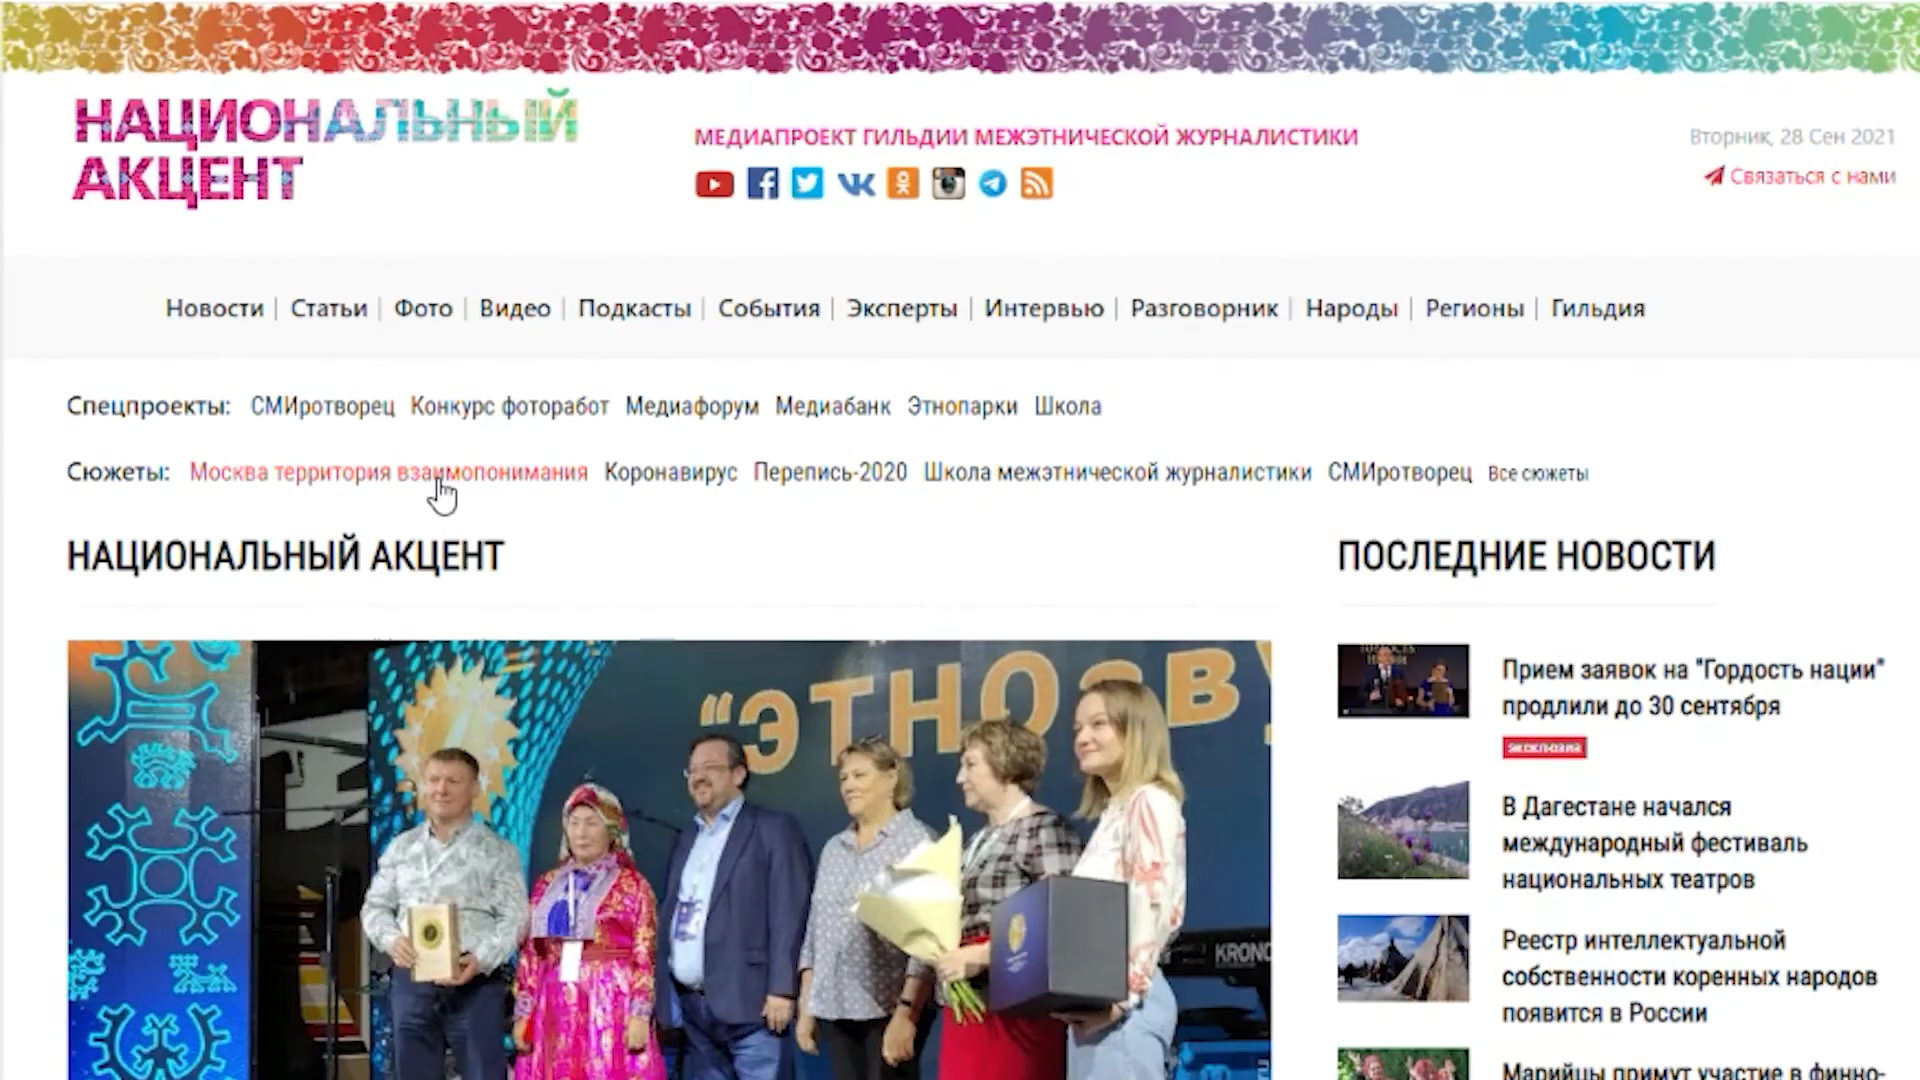 НАЦИОНАЛЬНЫЙ
АКЦЕНТ
МЕДИАПРОЕКТ ГИЛЬДИИ МЕЖЭТНИЧЕСКОЙ ЖУРНАЛИСТИКИ
Вторник, 28 Сен 2021
Связаться с нами
Новости | Статьи | Фото | Видео | Подкасты | События | Эксперты | Интервью | Разговорник | Народы | Регионы | Гильдия
Спецпроекты: СМИротворец Конкурс фоторабот Медиафорум Медиабанк Этнопарки Школа
Сюжеты: Москва территория взаимопонимания Коронавирус Перепись-2020 Школа межэтнической журналистики СМИротворец Все сюжеты
НАЦИОНАЛЬНЫЙ АКЦЕНТ
"ЭТНОЗВУ
KRONO
ПОСЛЕДНИЕ НОВОСТИ
Прием заявок на "Гордость нации"
продлили до 30 сентября
эксклюзив
В Дагестане начался
международный фестиваль
национальных театров
Реестр интеллектуальной
собственности коренных народов
появится в России
Марийцы примут участие в финно-